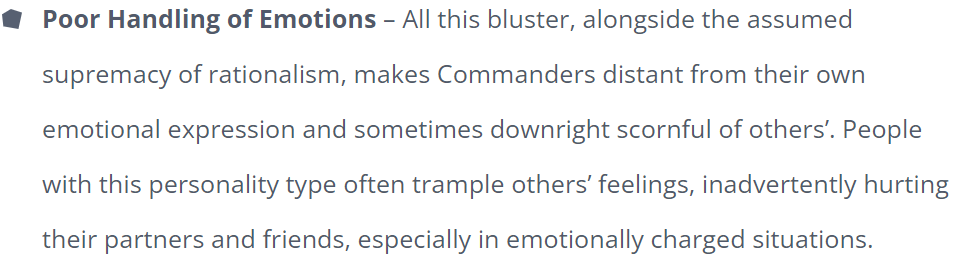 Poor Handling of Emotions – All this bluster, alongside the assumed
supremacy of rationalism, makes Commanders distant from their own
emotional expression and sometimes downright scornful of others’. People
with this personality type often trample others’ feelings, inadvertently hurting
their partners and friends, especially in emotionally charged situations.